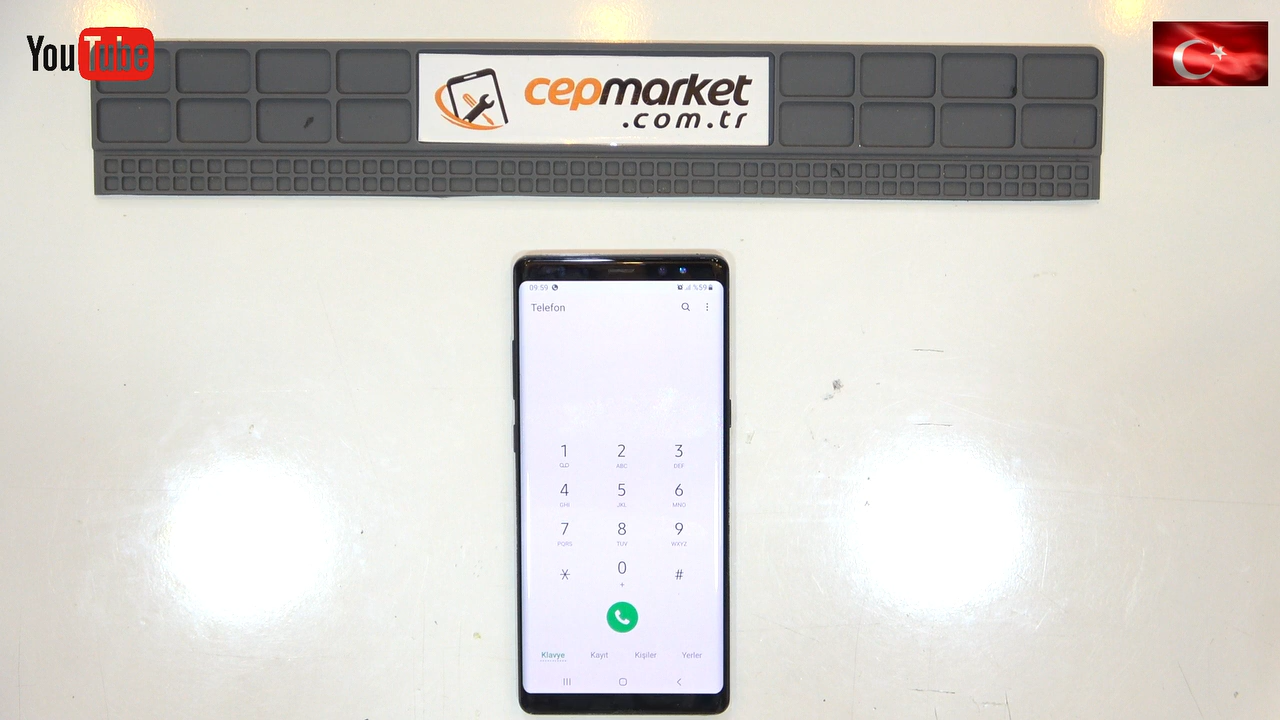 YouTube
cepmarket
.com.tr
09:59 %59
Telefon
1 2 3
ABC DEF
4 5 6
GHI JKL MNO
7 8 9
PQRS TUV WXYZ
* 0 #
+
Klavye Kayıt Kişiler Yerler